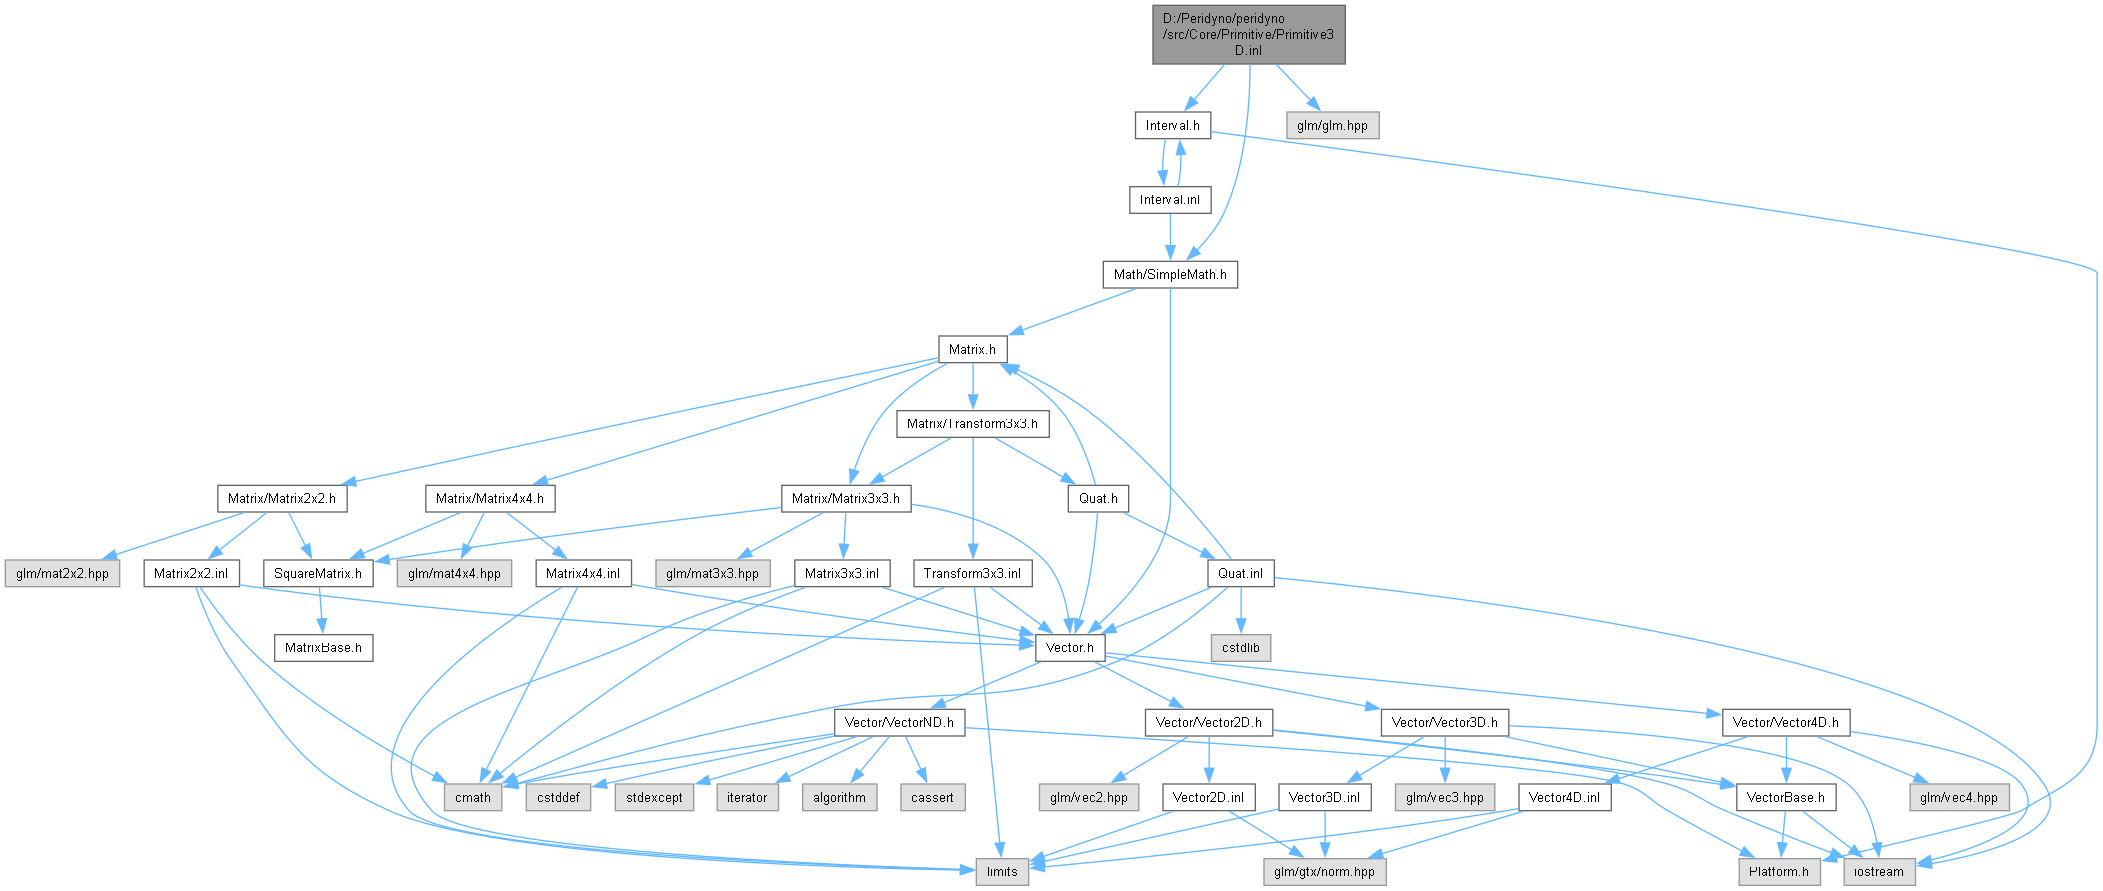 D:/Peridyno/peridyno
/src/Core/Primitive/Primitive3
D.inl
Interval.h
glm/glm.hpp
Interval.inl
Math/SimpleMath.h
Matrix.h
Matrix/Transform3x3.h
Matrix/Matrix2x2.h
Matrix/Matrix4x4.h
Matrix/Matrix3x3.h
Quat.h
glm/mat2x2.hpp
Matrix2x2.inl
SquareMatrix.h
glm/mat4x4.hpp
Matrix4x4.inl
glm/mat3x3.hpp
Matrix3x3.inl
Transform3x3.inl
Quat.inl
MatrixBase.h
Vector.h
cstdlib
Vector/VectorND.h
Vector/Vector2D.h
Vector/Vector3D.h
Vector/Vector4D.h
cmath
cstddef
stdexcept
iterator
algorithm
cassert
glm/vec2.hpp
Vector2D.inl
Vector3D.inl
glm/vec3.hpp
Vector4D.inl
VectorBase.h
glm/vec4.hpp
limits
glm/gtx/norm.hpp
Platform.h
iostream